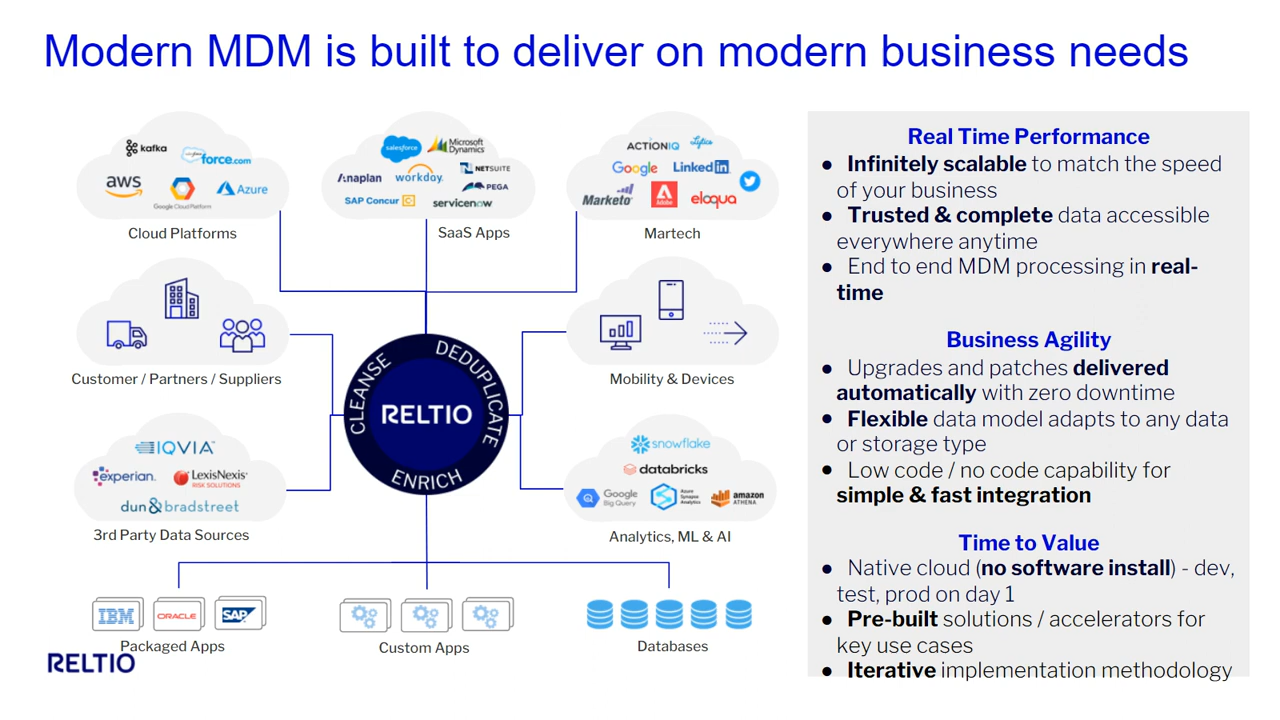 Modern MDM is built to deliver on modern business needs
kafka
salesforce
force.com
aws
Google Cloud Platform
Azure
Cloud Platforms
salesforce
Microsoft
Dynamics
Anaplan
workday.
NETSUITE
PEGA
SAP Concur C
servicenow
SaaS Apps
ACTIONIQ
Lytics
Google
LinkedIn
Marketo
Adobe
eloqua
Martech
Customer / Partners / Suppliers
Mobility & Devices
CLEANSE
DEDUPLICATE
ENRICH
RELTIO
IQVIA™
experian.
LexisNexis®
RISK SOLUTIONS
dun & bradstreet
3rd Party Data Sources
snowflake
databricks
Google
Big Query
Azure
Synapse
Analytics
amazon
ATHENA
Analytics, ML & AI
IBM
ORACLE
SAP
Packaged Apps
Custom Apps
Databases
RELTIO
Real Time Performance
● Infinitely scalable to match the speed
of your business
● Trusted & complete data accessible
everywhere anytime
● End to end MDM processing in real-
time
Business Agility
● Upgrades and patches delivered
automatically with zero downtime
● Flexible data model adapts to any data
or storage type
● Low code / no code capability for
simple & fast integration
Time to Value
● Native cloud (no software install) - dev,
test, prod on day 1
● Pre-built solutions / accelerators for
key use cases
● Iterative implementation methodology